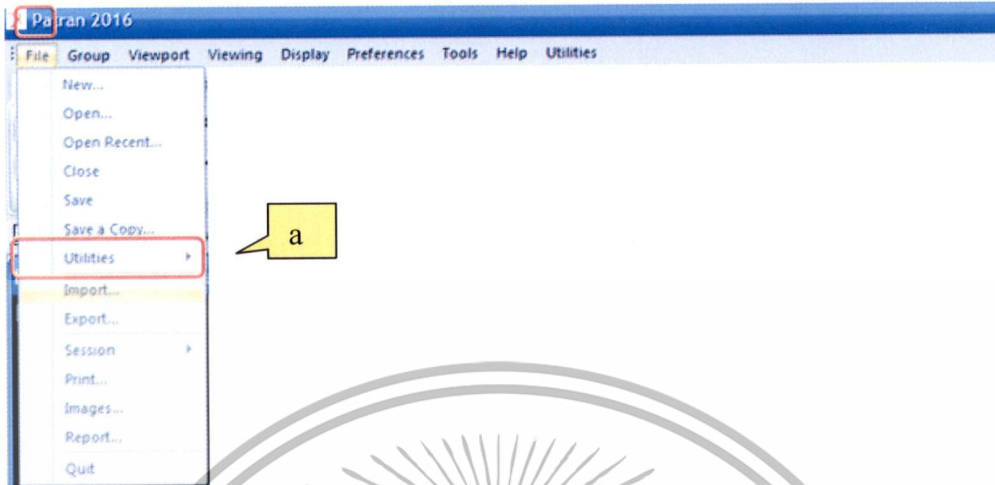 Patran 2016
File Group Viewport Viewing Display Preferences Tools Help Utilities
New...
Open...
Open Recent...
Close
Save
Save a Copy...
Utilities
Import...
Export...
Session
Print...
Images...
Report...
Quit
a